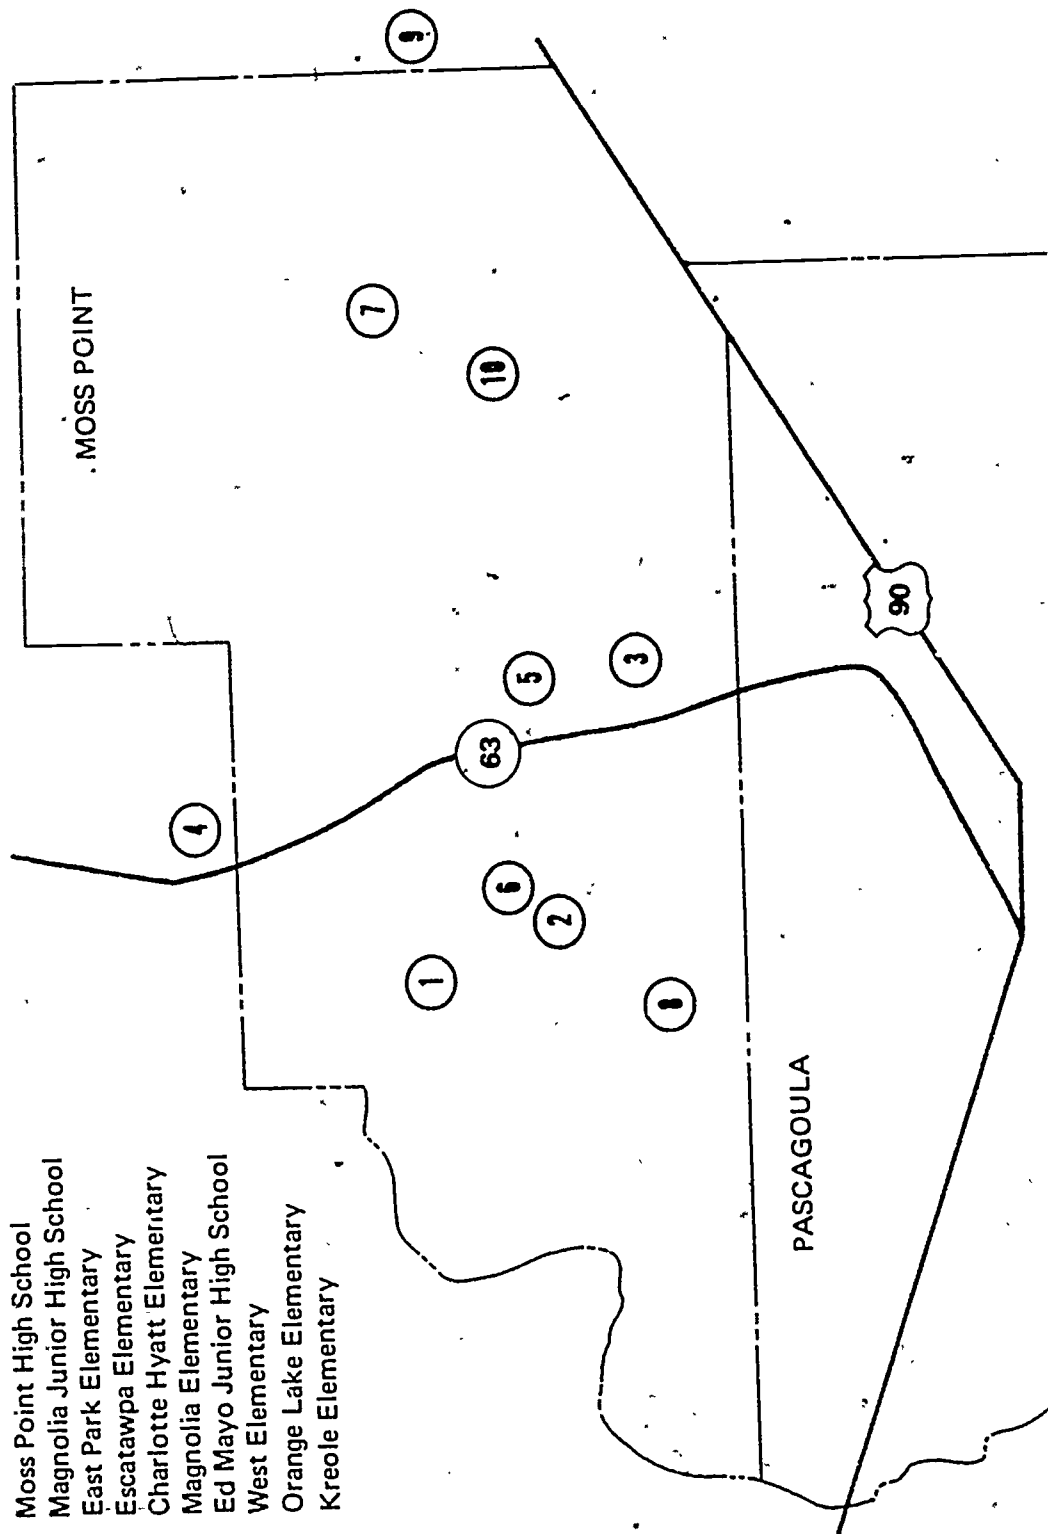 Moss Point High School
Magnolia Junior High School
East Park Elementary
Escatawpa Elementary
Charlotte Hyatt Elementary
Magnolia Elementary
Ed Mayo Junior High School
West Elementary
Orange Lake Elementary
Kreole Elementary
MOSS POINT
9
7
10
4
63
5
3
6
2
1
8
90
PASCAGOULA